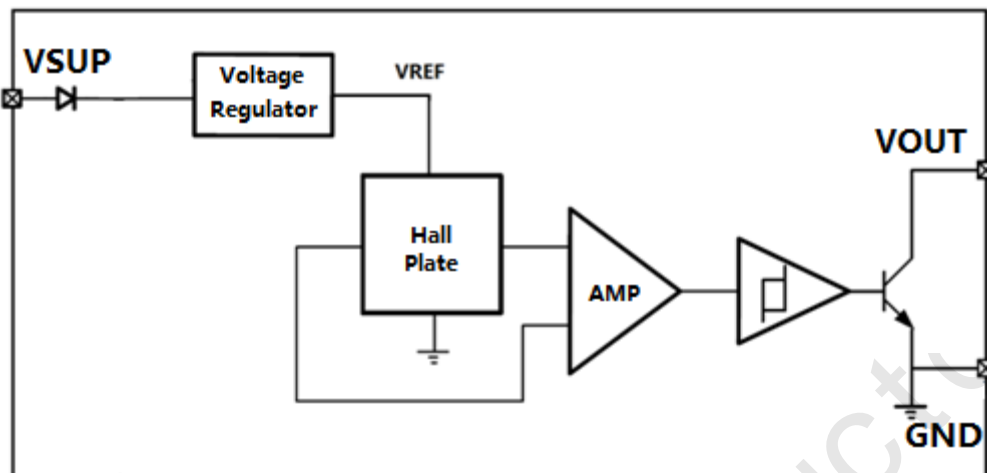 VSUP
Voltage
Regulator
VREF
VOUT
Hall
Plate
AMP
GND